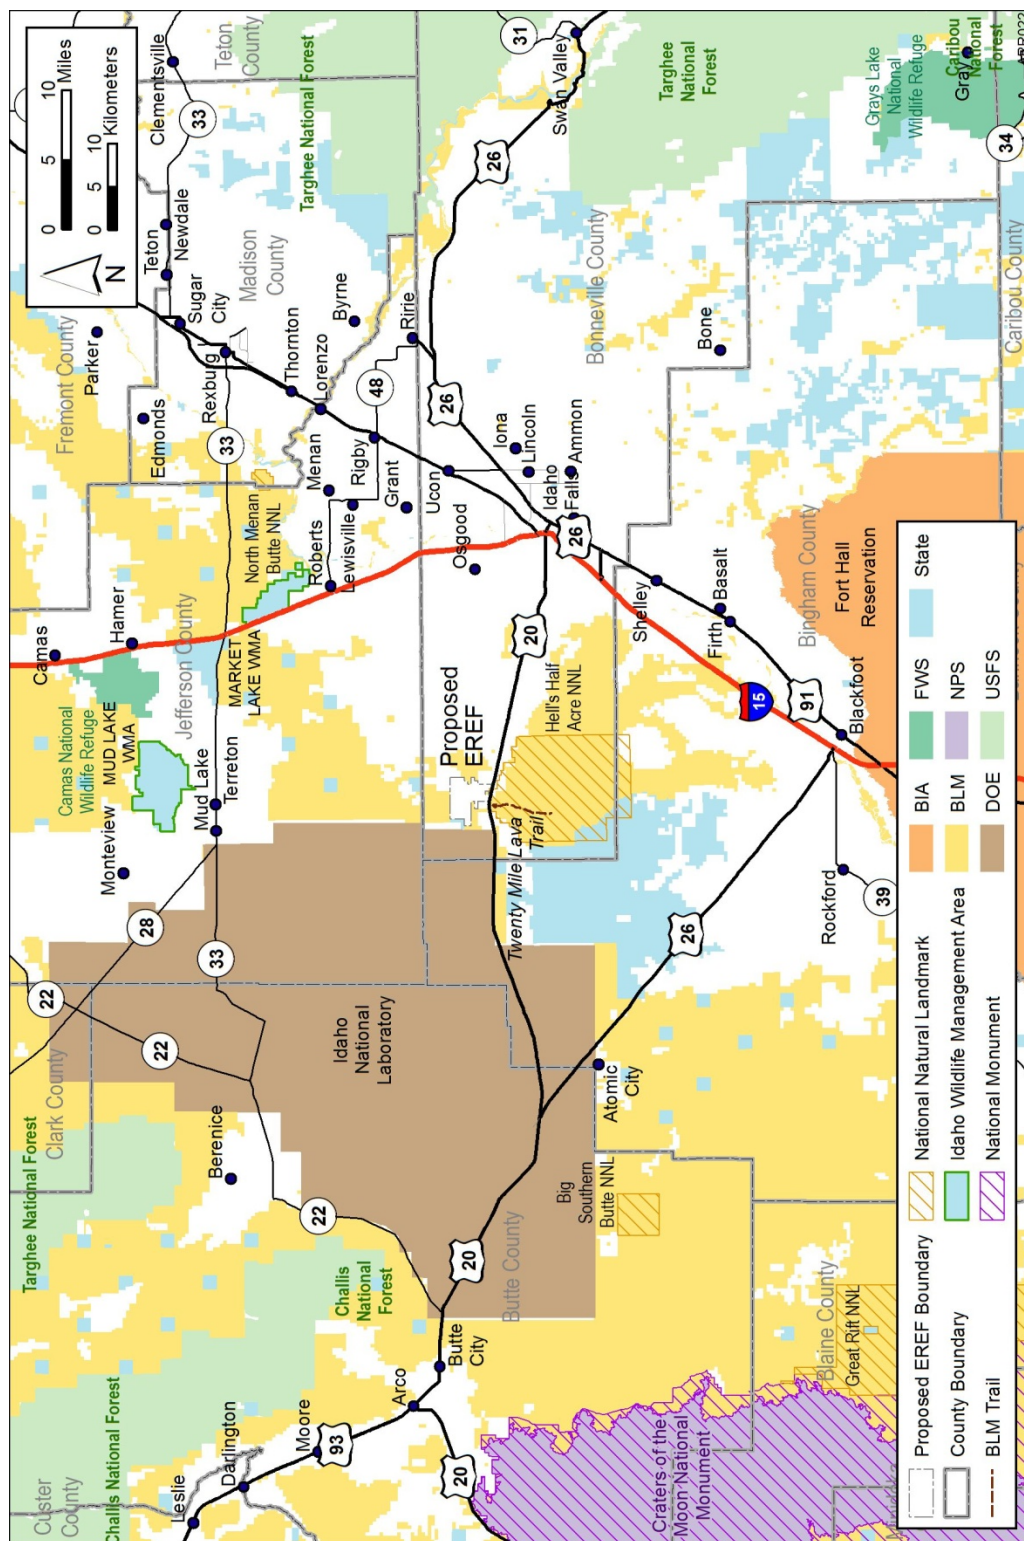 Custer
County
Challis National Forest
Leslie
Darlington
Moore
93
Arco
Butte
City
20
20
Craters of the
Moon National
Monument
Targhee National Forest
Clark County
22
22
28
Berenice
22
33
Challis
National
Forest
Idaho
National
Laboratory
Butte County
Big
Southern
Butte NNL
Atomic
City
Blaine County
Great Rift NNL
Monteview
Camas National
Wildlife Refuge
MUD LAKE
WMA
Mud Lake
Terreton
Camas
Hamer
Jefferson County
MARKET
LAKE WMA
North Menan
Butte NNL
Roberts
Lewisville
Menan
Rigby
Grant
48
Proposed
EREF
Twenty Mile Lava
Trail
Hell's Half
Acre NNL
20
Osgood
Ucon
Iona
Lincoln
Ammon
Idaho
Falls
26
26
26
26
Shelley
Basalt
Firth
15
91
Blackfoot
Rockford
39
Bingham County
Fort Hall
Reservation
Fremont County
Parker
Edmonds
33
Rexburg
Sugar
City
Teton
Newdale
33
Clementsville
Teton
County
Madison
County
Thornton
Lorenzo
Byrne
Ririe
Targhee National Forest
31
Swan Valley
Targhee
National
Forest
Bonneville County
Bone
Grays Lake
National
Wildlife Refuge
Caribou
National
Forest
Gray
34
Caribou County
N
0 5 10
Miles
0 5 10
Kilometers
Proposed EREF Boundary
County Boundary
BLM Trail
National Natural Landmark
Idaho Wildlife Management Area
National Monument
BIA
BLM
DOE
FWS
NPS
USFS
State